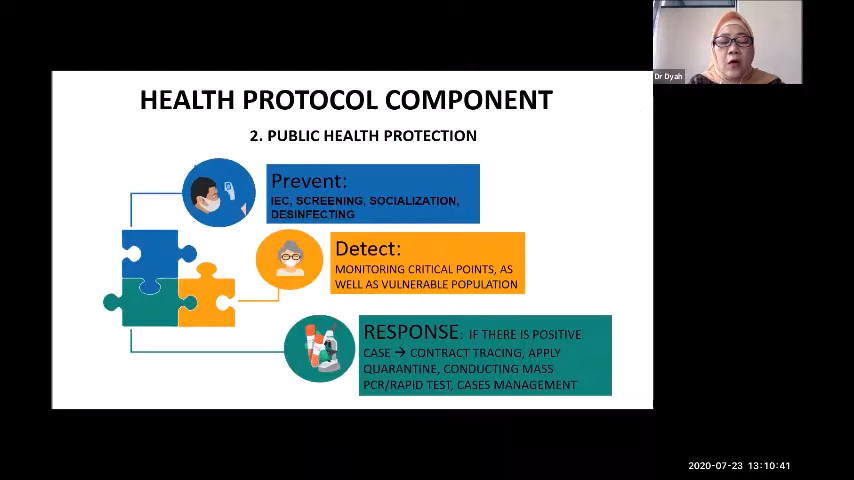 HEALTH PROTOCOL COMPONENT
2. PUBLIC HEALTH PROTECTION
Prevent:
IEC, SCREENING, SOCIALIZATION,
DESINFECTING
Detect:
MONITORING CRITICAL POINTS, AS
WELL AS VULNERABLE POPULATION
RESPONSE: IF THERE IS POSITIVE
CASE → CONTRACT TRACING, APPLY
QUARANTINE, CONDUCTING MASS
PCR/RAPID TEST, CASES MANAGEMENT
Dr Dyah
2020-07-23 13:10:41